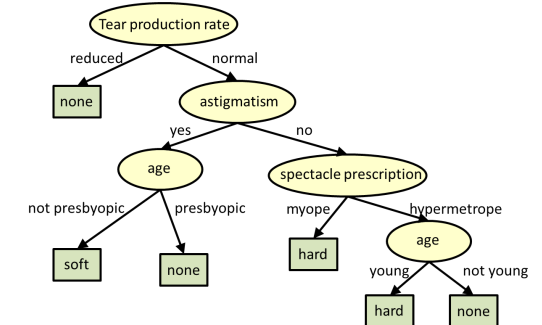 Tear production rate
reduced normal
none
astigmatism
yes no
age
spectacle prescription
not presbyopic presbyopic
myope hypermetrope
soft
none
hard
age
young not young
hard
none